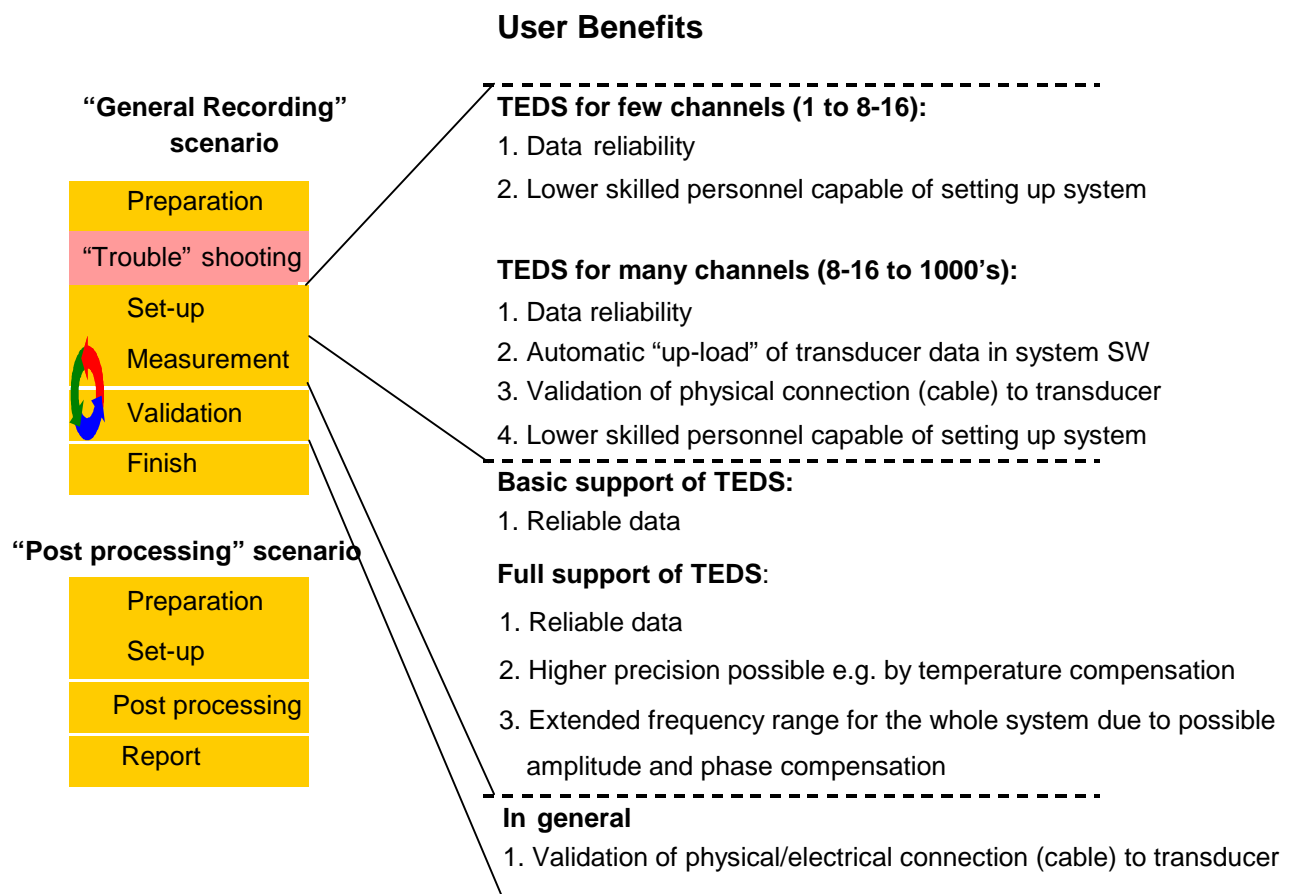 User Benefits
“General Recording”
scenario
Preparation
“Trouble” shooting
Set-up
Measurement
Validation
Finish
“Post processing” scenario
Preparation
Set-up
Post processing
Report
TEDS for few channels (1 to 8-16):
1. Data reliability
2. Lower skilled personnel capable of setting up system
TEDS for many channels (8-16 to 1000’s):
1. Data reliability
2. Automatic “up-load” of transducer data in system SW
3. Validation of physical connection (cable) to transducer
4. Lower skilled personnel capable of setting up system
Basic support of TEDS:
1. Reliable data
Full support of TEDS:
1. Reliable data
2. Higher precision possible e.g. by temperature compensation
3. Extended frequency range for the whole system due to possible
amplitude and phase compensation
In general
1. Validation of physical/electrical connection (cable) to transducer